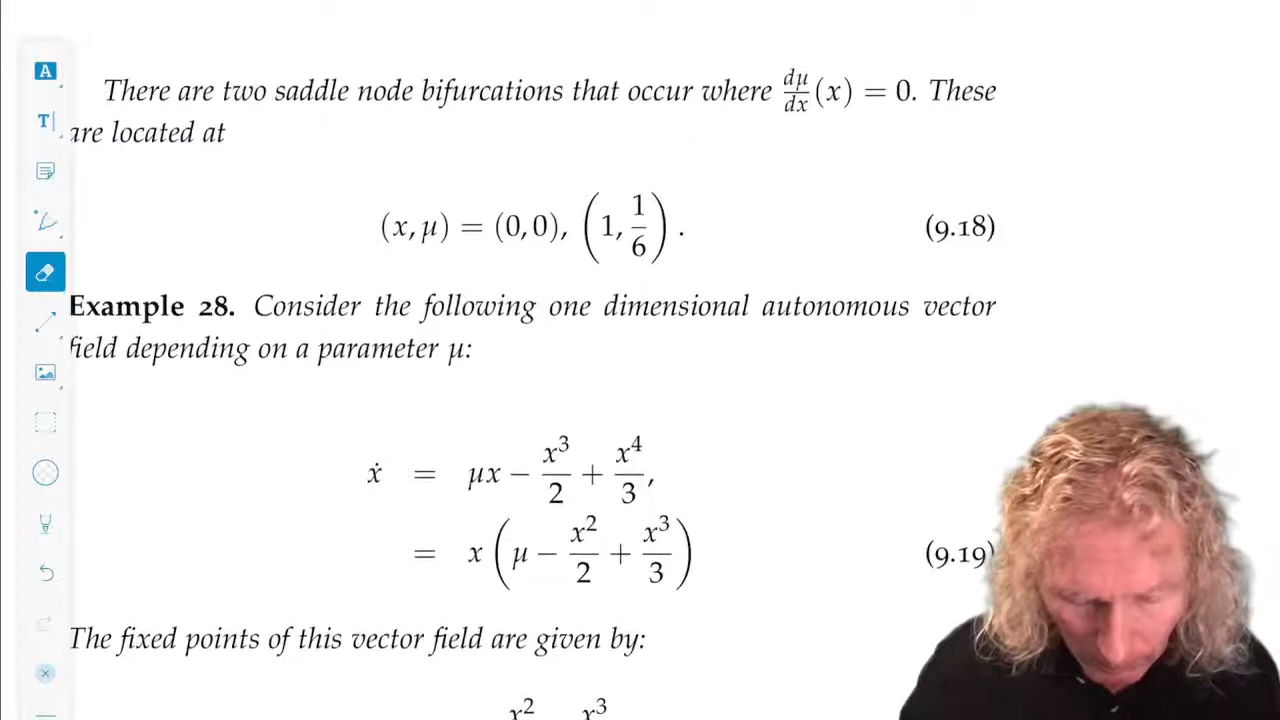 There are two saddle node bifurcations that occur where dμ/dx (x) = 0. These
are located at
(x, μ) = (0, 0), (1, 1/6). (9.18)
Example 28. Consider the following one dimensional autonomous vector
field depending on a parameter μ:
ẋ = μx − x³/2 + x⁴/3,
= x (μ − x²/2 + x³/3) (9.19)
The fixed points of this vector field are given by:
x² x³
A
T